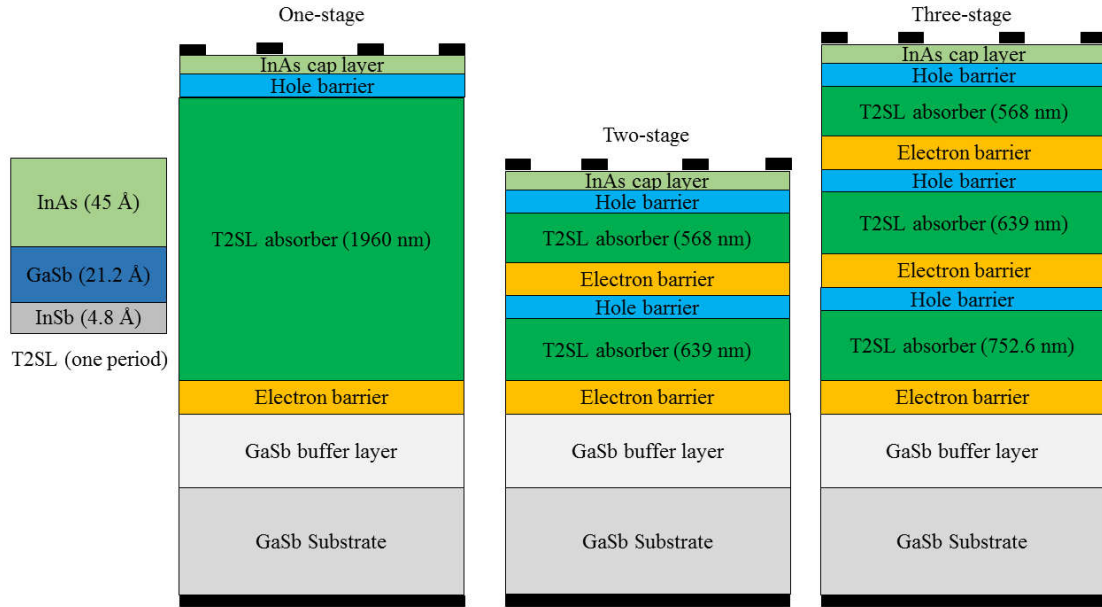 One-stage
InAs cap layer
Hole barrier
T2SL absorber (1960 nm)
Electron barrier
GaSb buffer layer
GaSb Substrate
InAs (45 Å)
GaSb (21.2 Å)
InSb (4.8 Å)
T2SL (one period)
Two-stage
InAs cap layer
Hole barrier
T2SL absorber (568 nm)
Electron barrier
Hole barrier
T2SL absorber (639 nm)
Electron barrier
GaSb buffer layer
GaSb Substrate
Three-stage
InAs cap layer
Hole barrier
T2SL absorber (568 nm)
Electron barrier
Hole barrier
T2SL absorber (639 nm)
Electron barrier
Hole barrier
T2SL absorber (752.6 nm)
Electron barrier
GaSb buffer layer
GaSb Substrate